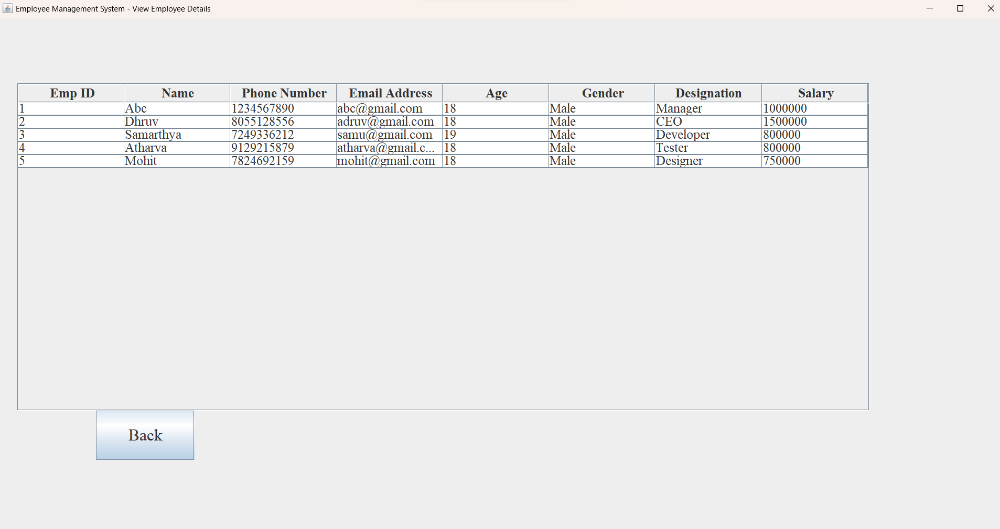 Employee Management System - View Employee Details
Emp ID Name Phone Number Email Address Age Gender Designation Salary
1 Abc 1234567890 abc@gmail.com 18 Male Manager 1000000
2 Dhruv 8055128556 adruv@gmail.com 18 Male CEO 1500000
3 Samarthya 7249336212 samu@gmail.com 19 Male Developer 800000
4 Atharva 9129215879 atharva@gmail.c... 18 Male Tester 800000
5 Mohit 7824692159 mohit@gmail.com 18 Male Designer 750000
Back